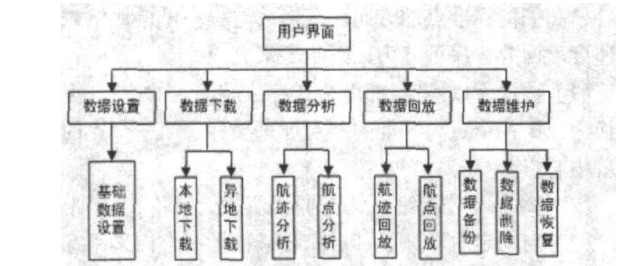 用户界面
数据设置
数据下载
数据分析
数据回放
数据维护
基础数据设置
本地下载
异地下载
航迹分析
航点分析
航迹回放
航点回放
数据备份
数据删除
数据恢复